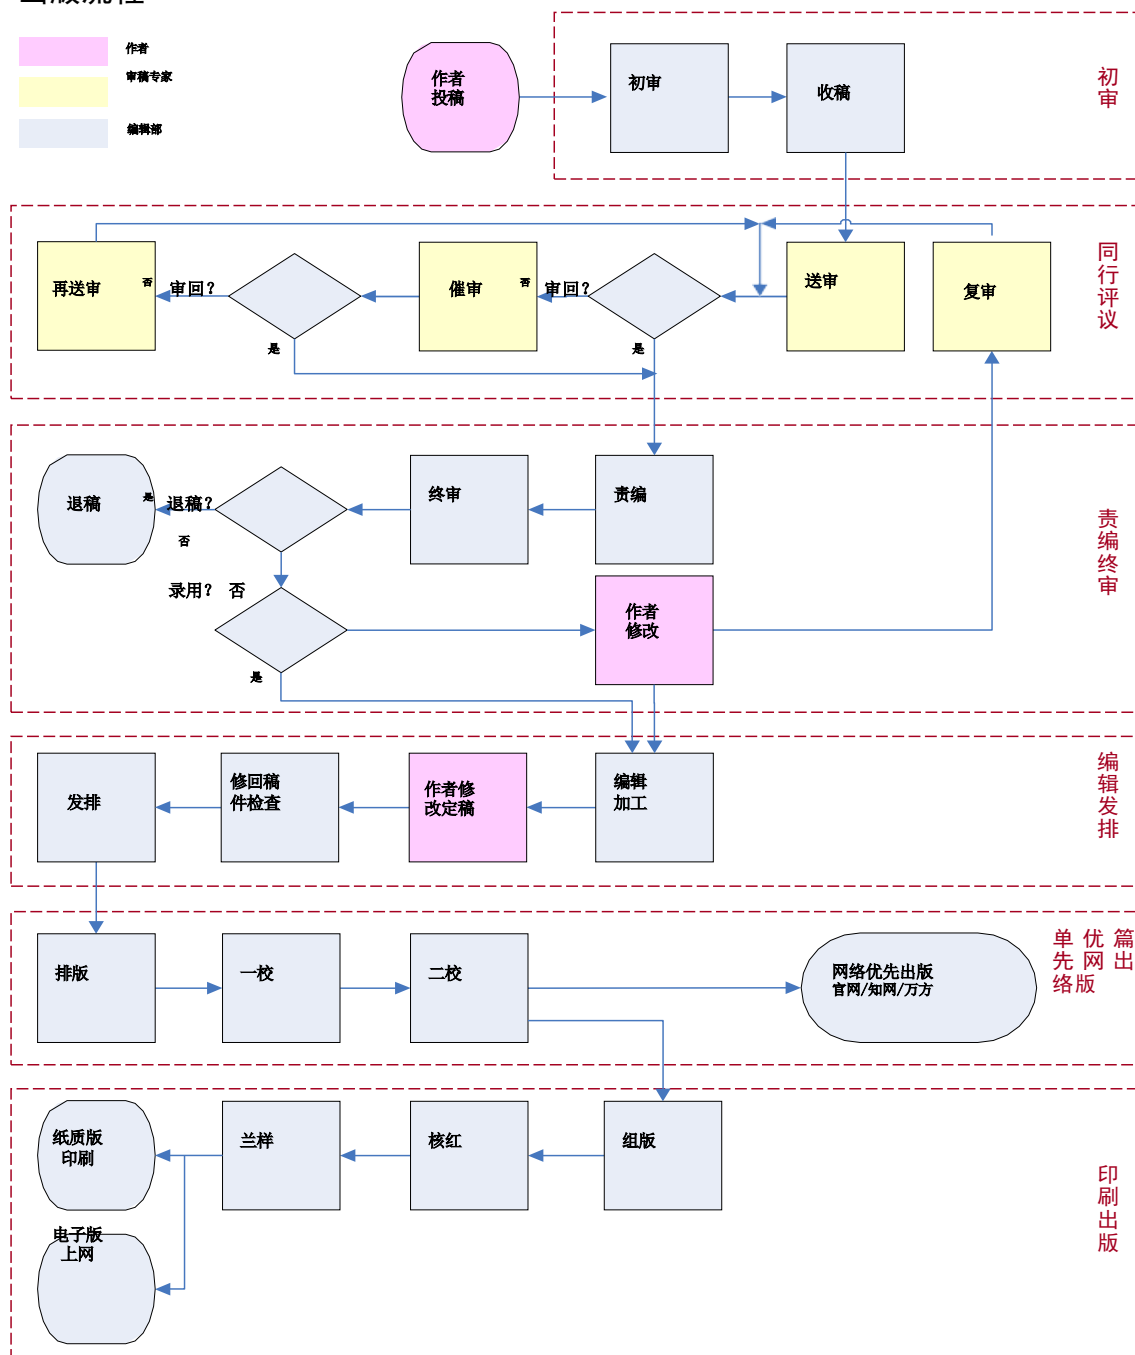 出版流程
作者
审稿专家
编辑部
作者
投稿
初审
收稿
初审
再送审
否
审回？
是
催审
否
审回？
是
送审
复审
同行评议
退稿
是
退稿？
否
终审
责编
录用？ 否
是
作者
修改
责编终审
发排
修回稿
件检查
作者修
改定稿
编辑
加工
编辑发排
排版
一校
二校
网络优先出版
官网/知网/万方
单 优 篇
先 网 出
络版
纸质版
印刷
兰样
核红
组版
电子版
上网
印刷出版